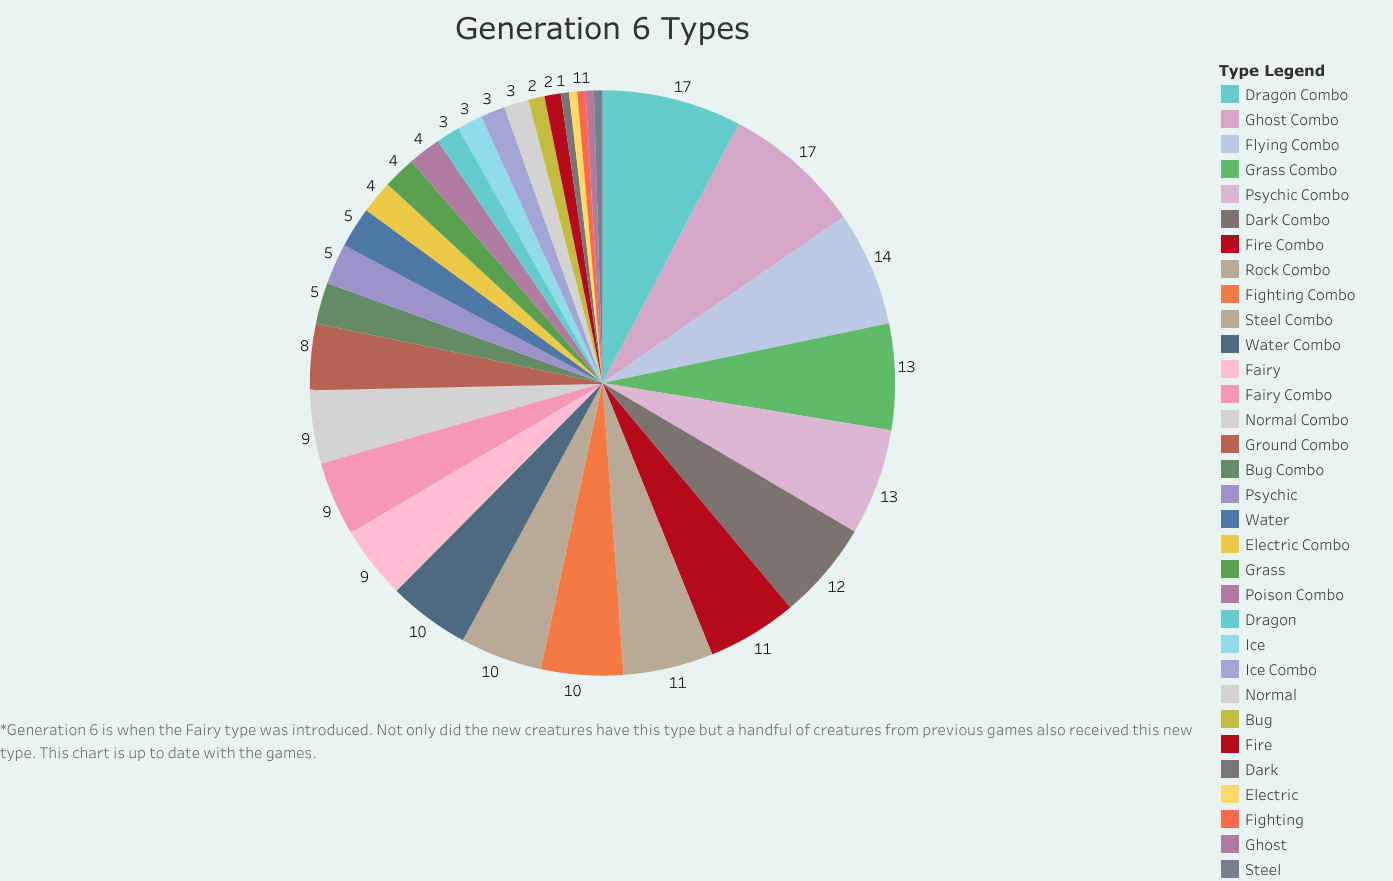 Generation 6 Types
17
17
14
13
13
12
11
11
10
10
10
9
9
9
8
5
5
5
4
4
4
3
3
3
3
2
2
1
11
Type Legend
Dragon Combo
Ghost Combo
Flying Combo
Grass Combo
Psychic Combo
Dark Combo
Fire Combo
Rock Combo
Fighting Combo
Steel Combo
Water Combo
Fairy
Fairy Combo
Normal Combo
Ground Combo
Bug Combo
Psychic
Water
Electric Combo
Grass
Poison Combo
Dragon
Ice
Ice Combo
Normal
Bug
Fire
Dark
Electric
Fighting
Ghost
Steel
*Generation 6 is when the Fairy type was introduced. Not only did the new creatures have this type but a handful of creatures from previous games also received this new
type. This chart is up to date with the games.